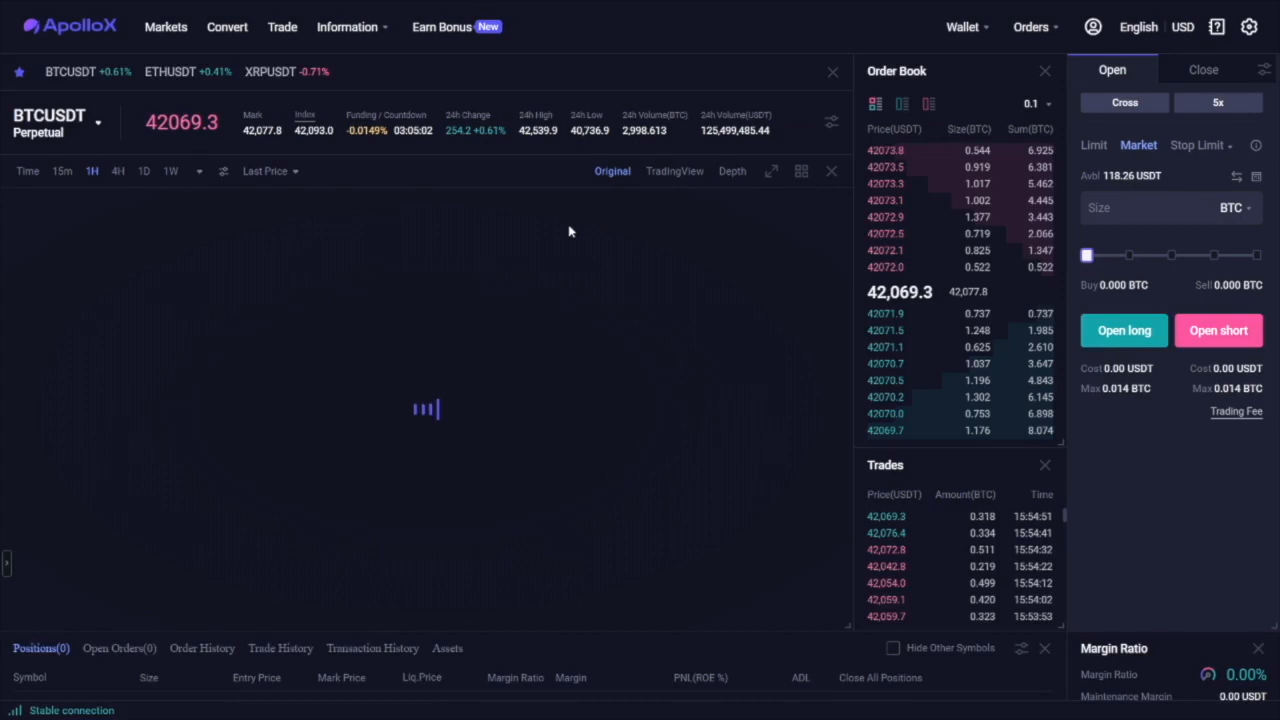 ApolloX Markets Convert Trade Information Earn Bonus New Wallet Orders English USD
BTCUSDT +0.61% ETHUSDT +0.41% XRPUSDT -0.71%
BTCUSDT
Perpetual
42069.3
Mark
42,077.8
Index
42,093.0
Funding / Countdown
-0.0149% 03:05:02
24h Change
254.2 +0.61%
24h High
42,539.9
24h Low
40,736.9
24h Volume(BTC)
2,998.613
24h Volume(USDT)
125,499,485.44
Time 15m 1H 4H 1D 1W Last Price Original TradingView Depth
Order Book
0.1
Price(USDT) Size(BTC) Sum(BTC)
42073.8 0.544 6.925
42073.5 0.919 6.381
42073.3 1.017 5.462
42073.1 1.002 4.445
42072.9 1.377 3.443
42072.5 0.719 2.066
42072.1 0.825 1.347
42072.0 0.522 0.522
42,069.3 42,077.8
42071.9 0.737 0.737
42071.5 1.248 1.985
42071.1 0.625 2.610
42070.7 1.037 3.647
42070.5 1.196 4.843
42070.2 1.302 6.145
42070.0 0.753 6.898
42069.7 1.176 8.074
Trades
Price(USDT) Amount(BTC) Time
42,069.3 0.318 15:54:51
42,076.4 0.334 15:54:41
42,072.8 0.511 15:54:32
42,042.8 0.219 15:54:22
42,054.0 0.499 15:54:12
42,059.1 0.420 15:54:02
42,059.7 0.323 15:53:53
Open Close
Cross 5x
Limit Market Stop Limit
Avbl 118.26 USDT
Size BTC
Buy 0.000 BTC Sell 0.000 BTC
Open long Open short
Cost 0.00 USDT Cost 0.00 USDT
Max 0.014 BTC Max 0.014 BTC
Trading Fee
Positions(0) Open Orders(0) Order History Trade History Transaction History Assets Hide Other Symbols
Symbol Size Entry Price Mark Price Liq.Price Margin Ratio Margin PNL(ROE %) ADL Close All Positions
Margin Ratio
Margin Ratio 0.00%
Maintenance Margin 0.00 USDT
Stable connection